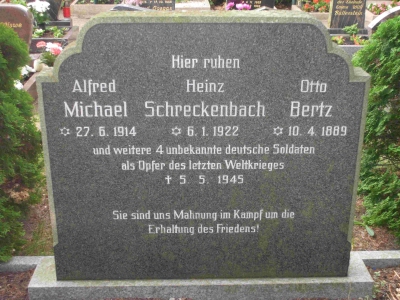 Hier ruhen
Alfred Heinz Otto
Michael Schreckenbach Bertz
✡ 27. 6. 1914 ✡ 6. 1. 1922 ✡ 10. 4. 1889
und weitere 4 unbekannte deutsche Soldaten
als Opfer des letzten Weltkrieges
✝ 5. 5. 1945
Sie sind uns Mahnung im Kampf um die
Erhaltung des Friedens!